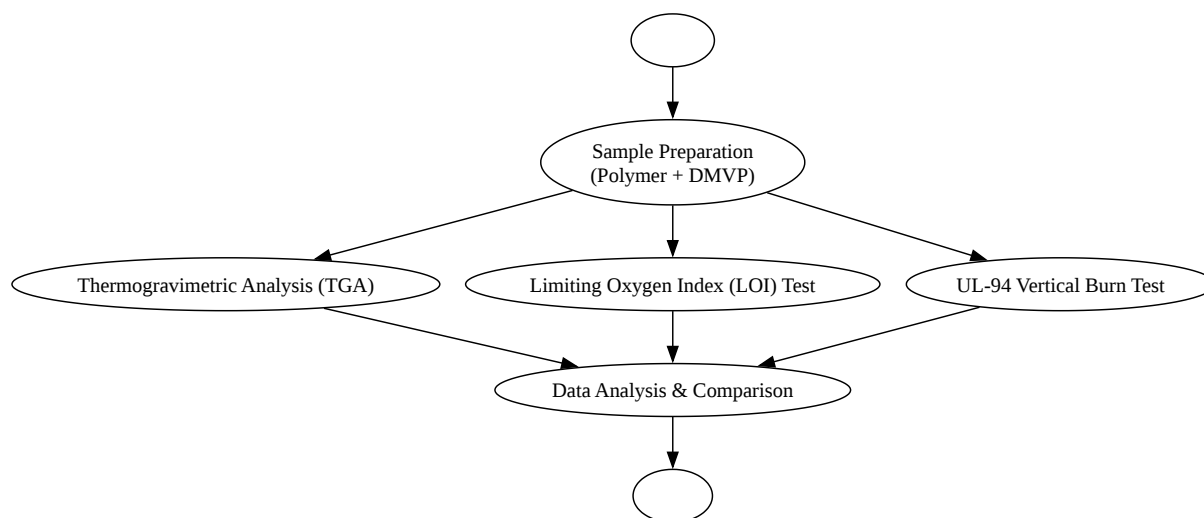 Sample Preparation
(Polymer + DMVP)
Thermogravimetric Analysis (TGA)
Limiting Oxygen Index (LOI) Test
UL-94 Vertical Burn Test
Data Analysis & Comparison